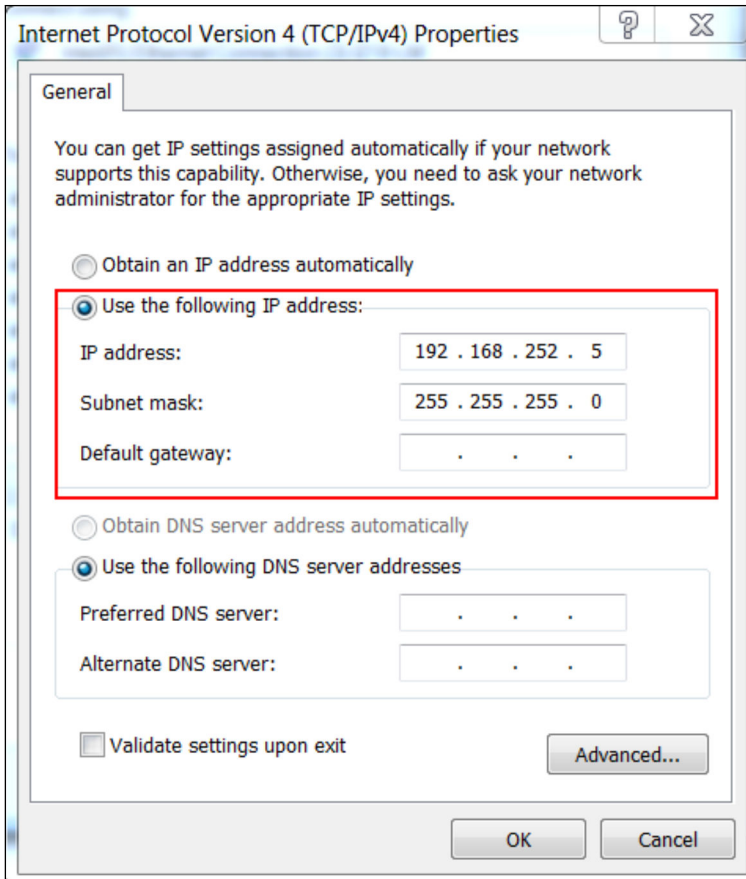 Internet Protocol Version 4 (TCP/IPv4) Properties
General
You can get IP settings assigned automatically if your network
supports this capability. Otherwise, you need to ask your network
administrator for the appropriate IP settings.
Obtain an IP address automatically
Use the following IP address:
IP address: 192 . 168 . 252 . 5
Subnet mask: 255 . 255 . 255 . 0
Default gateway: . . .
Obtain DNS server address automatically
Use the following DNS server addresses
Preferred DNS server: . . .
Alternate DNS server: . . .
Validate settings upon exit
Advanced...
OK Cancel